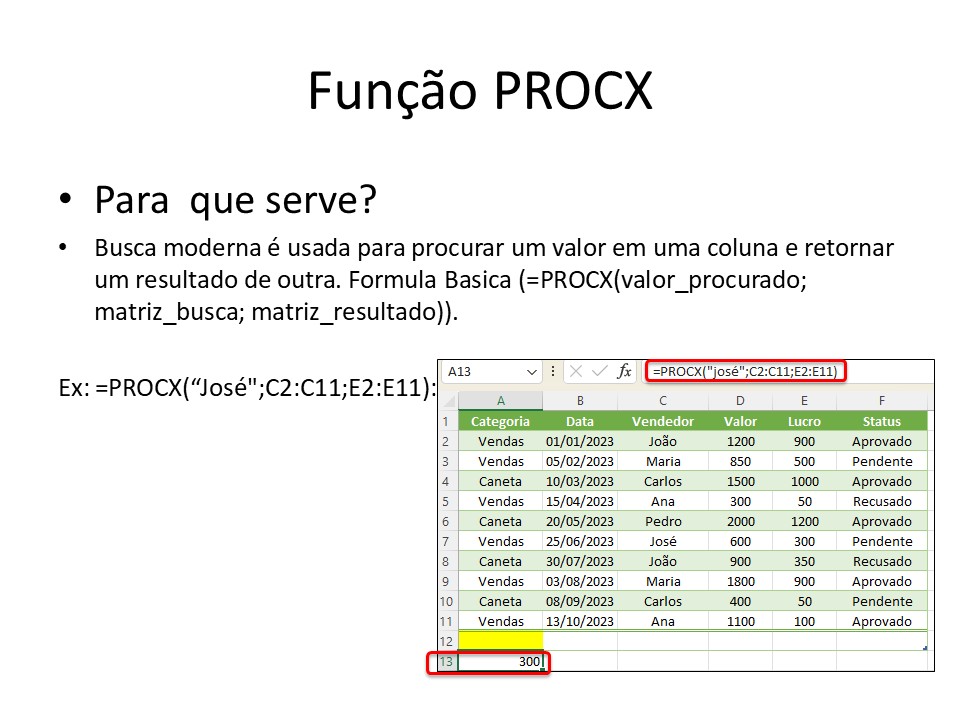 Função PROCX
• Para  que serve?
• Busca moderna é usada para procurar um valor em uma coluna e retornar
um resultado de outra. Formula Basica (=PROCX(valor_procurado;
matriz_busca; matriz_resultado)).
Ex: =PROCX(“José";C2:C11;E2:E11):
A13 fx =PROCX("josé";C2:C11;E2:E11)
A B C D E F
1 Categoria Data Vendedor Valor Lucro Status
2 Vendas 01/01/2023 João 1200 900 Aprovado
3 Vendas 05/02/2023 Maria 850 500 Pendente
4 Caneta 10/03/2023 Carlos 1500 1000 Aprovado
5 Vendas 15/04/2023 Ana 300 50 Recusado
6 Caneta 20/05/2023 Pedro 2000 1200 Aprovado
7 Vendas 25/06/2023 José 600 300 Pendente
8 Caneta 30/07/2023 João 900 350 Recusado
9 Vendas 03/08/2023 Maria 1800 900 Aprovado
10 Caneta 08/09/2023 Carlos 400 50 Pendente
11 Vendas 13/10/2023 Ana 1100 100 Aprovado
12
13 300